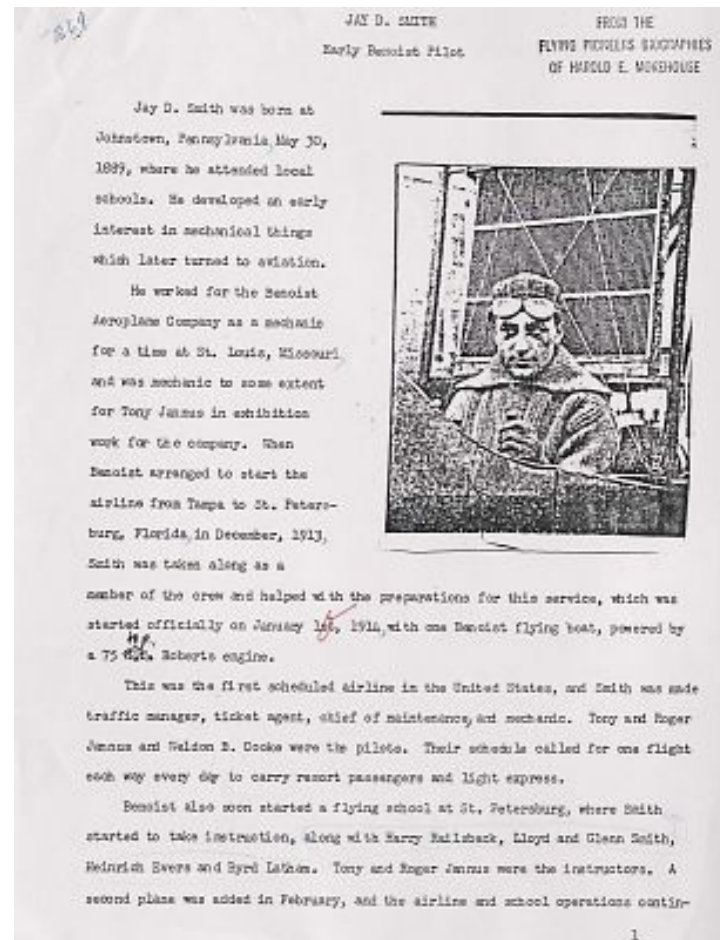 JAY D. SMITH
Early Benoist Pilot
FROM THE
FLYING PIONEERS BIOGRAPHIES
OF HAROLD E. MOREHOUSE
Jay D. Smith was born at
Johnstown, Pennsylvania, May 30,
1889, where he attended local
schools. He developed an early
interest in mechanical things
which later turned to aviation.
He worked for the Benoist
Aeroplane Company as a mechanic
for a time at St. Louis, Missouri,
and was mechanic to some extent
for Tony Jannus in exhibition
work for the company. When
Benoist arranged to start the
airline from Tampa to St. Peters-
burg, Florida, in December, 1913,
Smith was taken along as a
member of the crew and helped with the preparations for this service, which was
started officially on January 1st, 1914, with one Benoist flying boat, powered by
a 75 H.P. Roberts engine.
This was the first scheduled airline in the United States, and Smith was made
traffic manager, ticket agent, chief of maintenance, and mechanic. Tony and Roger
Jannus and Weldon B. Cooke were the pilots. Their schedule called for one flight
each way every day to carry resort passengers and light express.
Benoist also soon started a flying school at St. Petersburg, where Smith
started to take instruction, along with Harry Railsback, Lloyd and Glenn Smith,
Heinrich Evers and Byrd Latham. Tony and Roger Jannus were the instructors. A
second plane was added in February, and the airline and school operations contin-
1